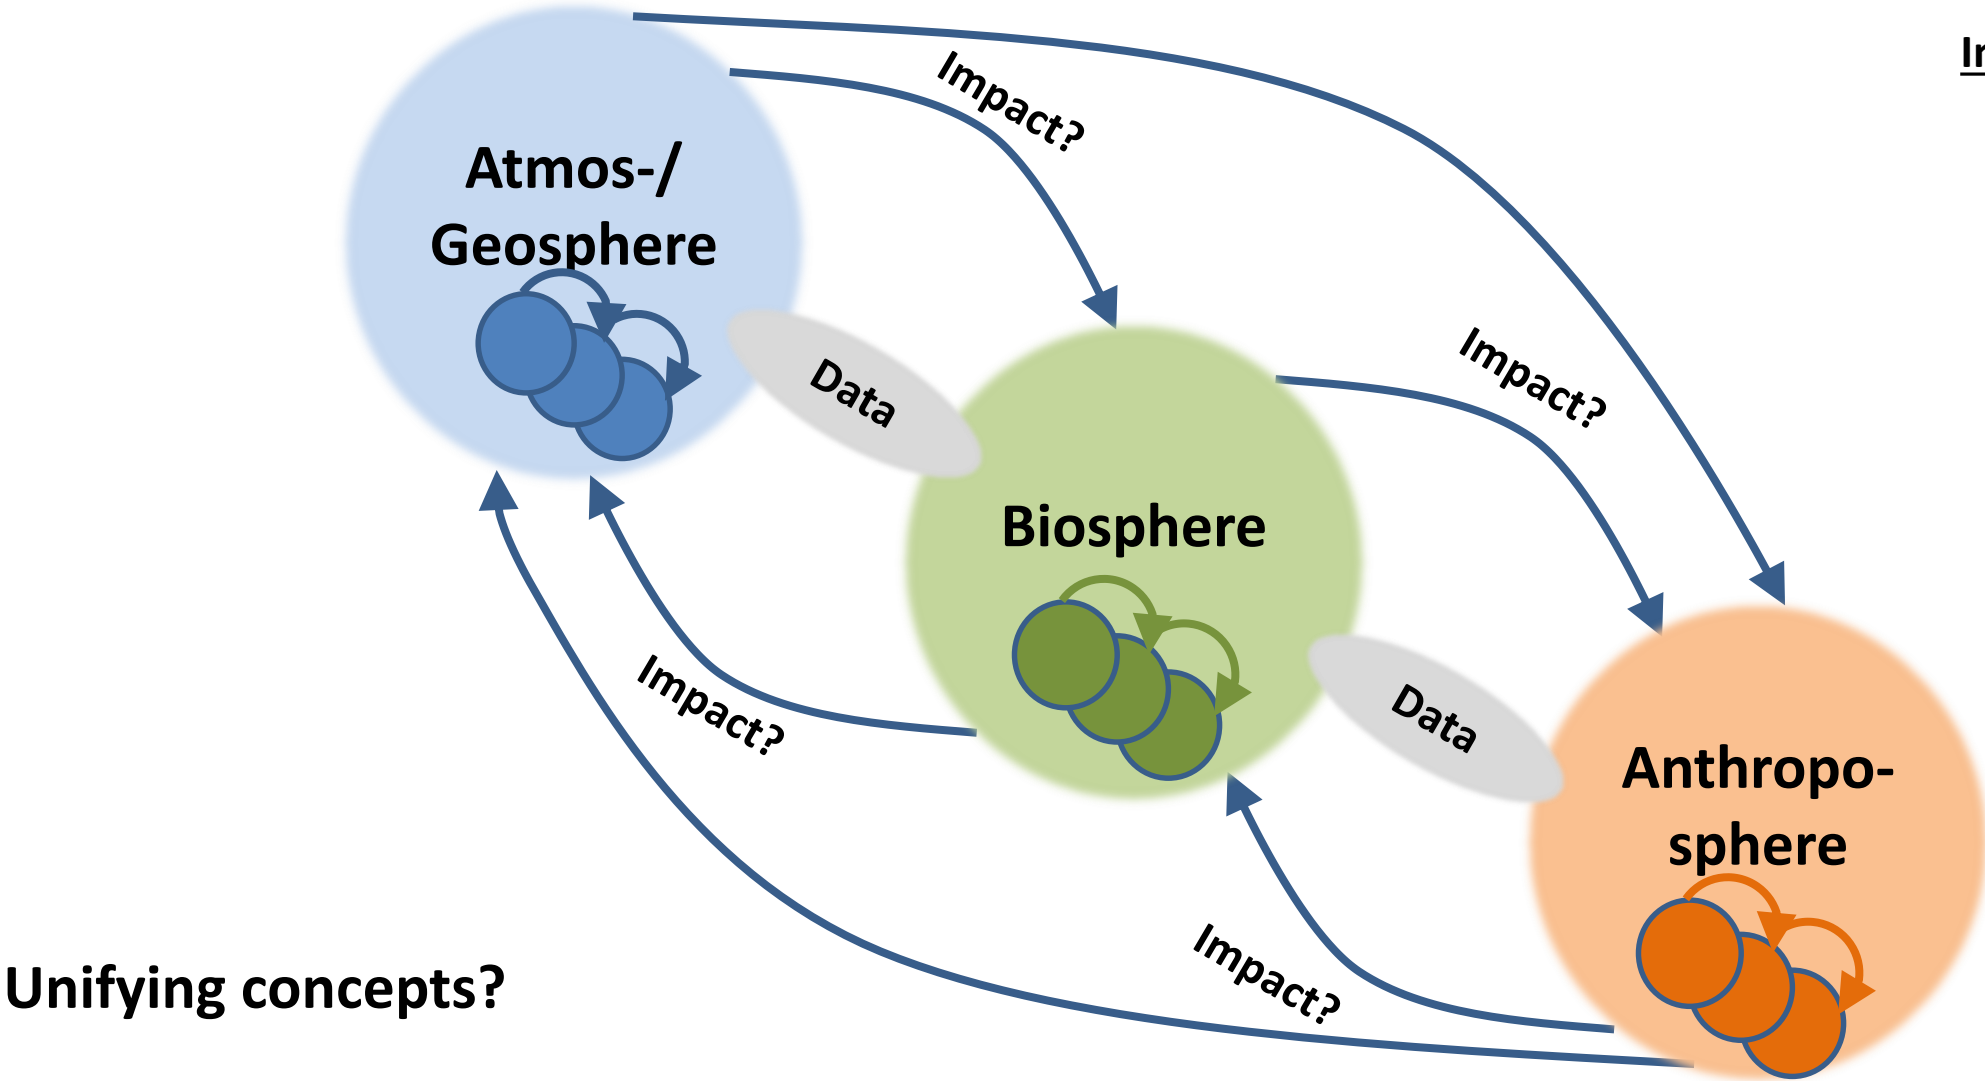 Impact?
Atmos-/
Geosphere
Data
Impact?
Biosphere
Impact?
Data
Anthropo-
sphere
Impact?
Unifying concepts?